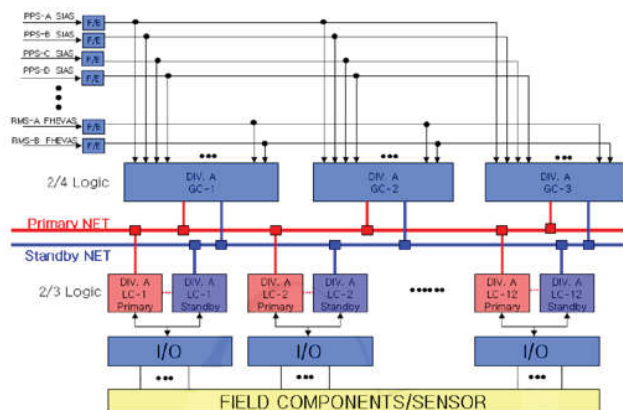 PPS-A SIAS
F/E
PPS-B SIAS
F/E
PPS-C SIAS
F/E
PPS-D SIAS
F/E
RMS-A FHEVAS
F/E
RMS-B FHEVAS
F/E
2/4 Logic
DIV. A
GC-1
DIV. A
GC-2
DIV. A
GC-3
Primary NET
Standby NET
2/3 Logic
DIV. A
LC-1
Primary
DIV. A
LC-1
Standby
DIV. A
LC-2
Primary
DIV. A
LC-2
Standby
DIV. A
LC-12
Primary
DIV. A
LC-12
Standby
I/O
I/O
I/O
FIELD COMPONENTS/SENSOR